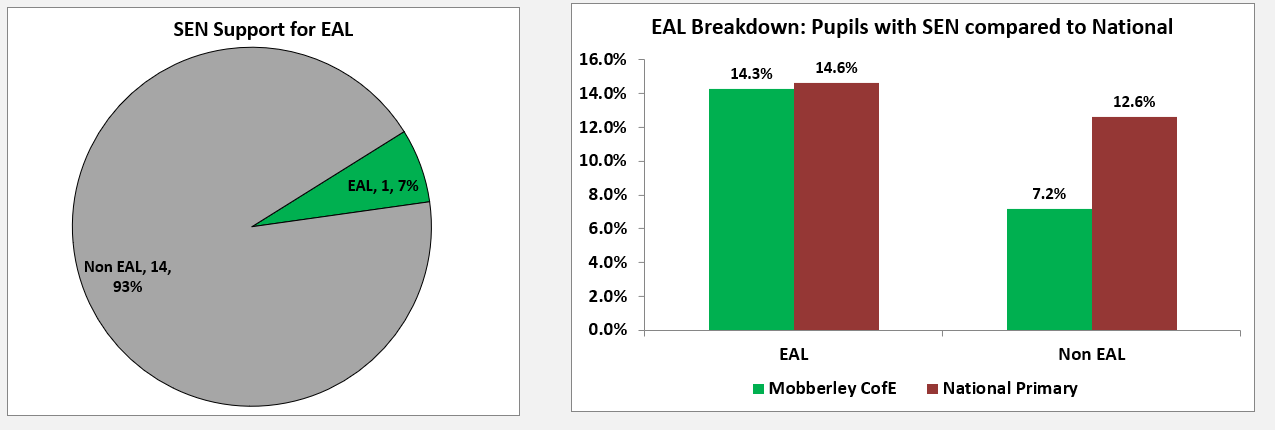 SEN Support for EAL
EAL, 1, 7%
Non EAL, 14,
93%
EAL Breakdown: Pupils with SEN compared to National
16.0%
14.0%
12.0%
10.0%
8.0%
6.0%
4.0%
2.0%
0.0%
14.3%
14.6%
7.2%
12.6%
EAL
Non EAL
Mobberley CofE
National Primary